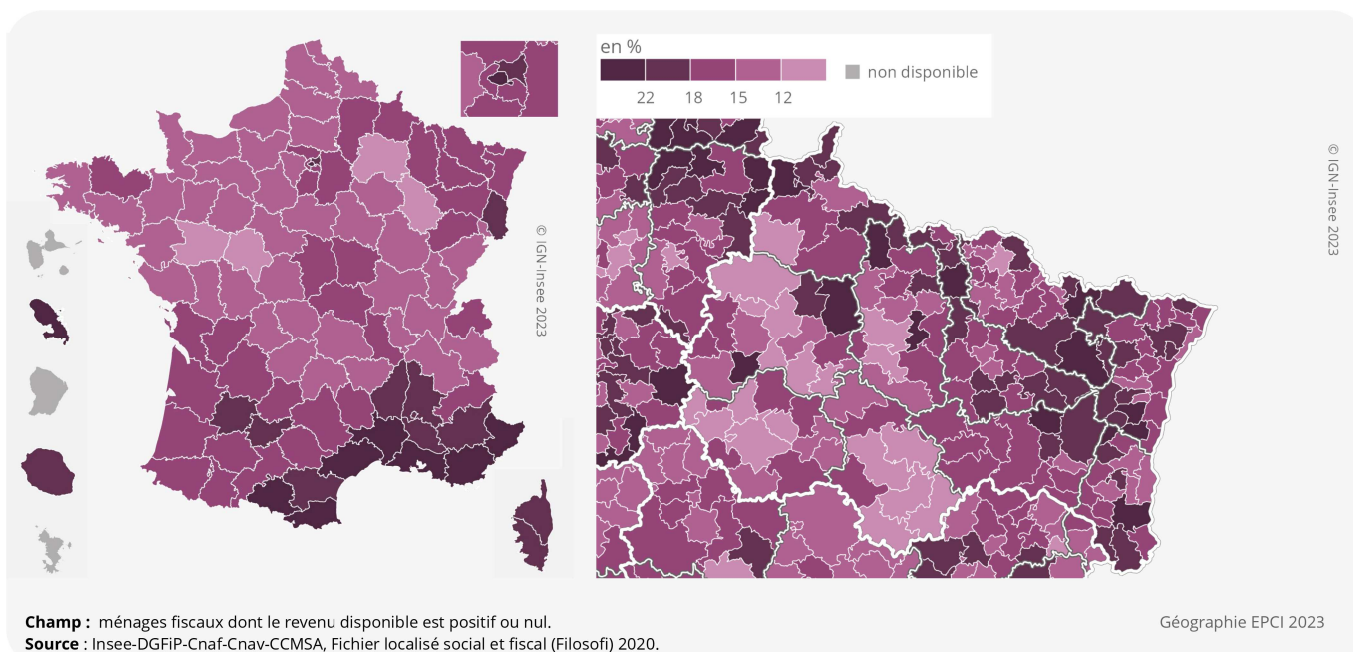 en %
non disponible
22 18 15 12
© IGN-Insee 2023
© IGN-Insee 2023
Champ : ménages fiscaux dont le revenu disponible est positif ou nul.
Géographie EPCI 2023
Source : Insee-DGFiP-Cnaf-Cnav-CCMSA, Fichier localisé social et fiscal (Filosofi) 2020.